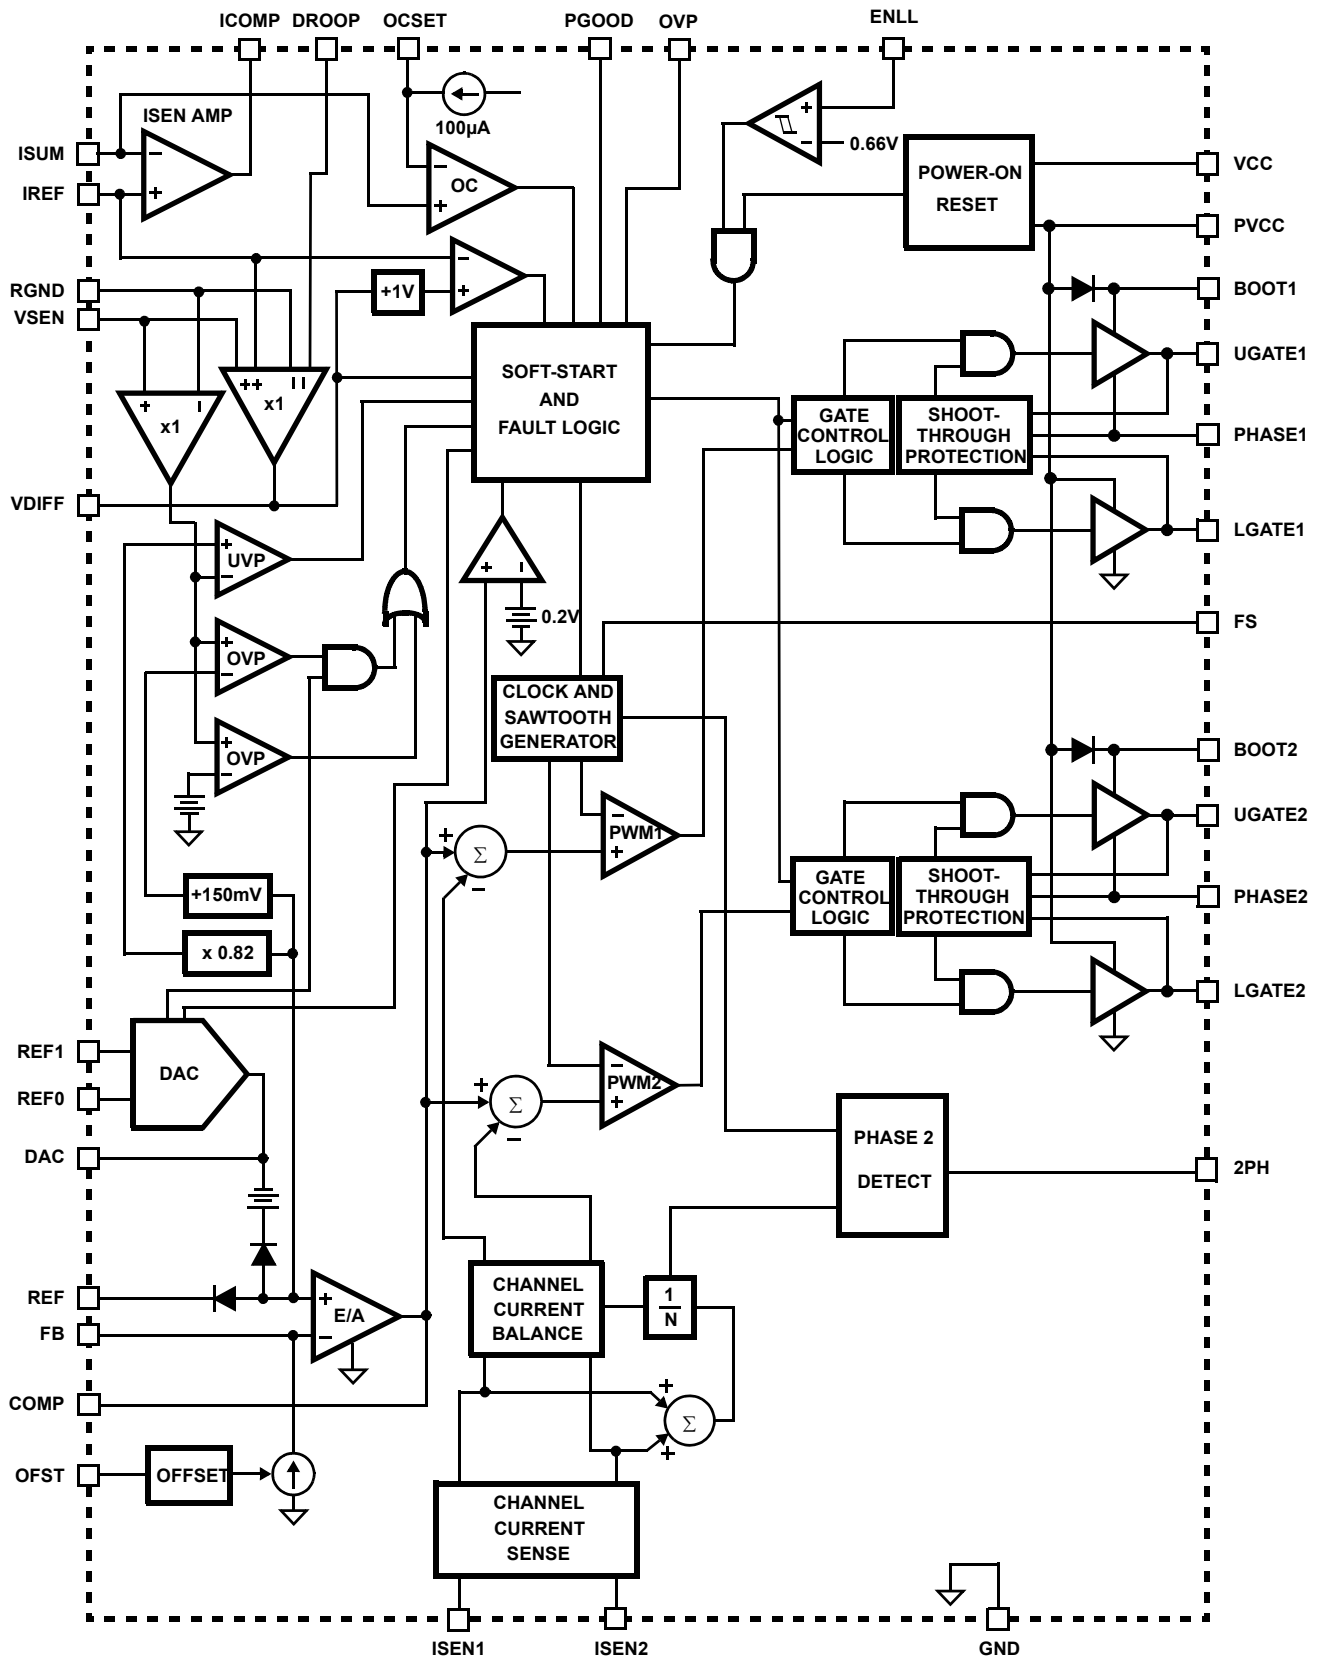 ICOMP DROOP OCSET PGOOD OVP ENLL
ISEN AMP
100µA
ISUM
−
+
IREF
−
OC
+
+
−
0.66V
POWER-ON
RESET
VCC
PVCC
−
+
+1V
RGND
VSEN
BOOT1
UGATE1
SOFT-START
AND
FAULT LOGIC
+ −
x1
++ − −
x1
GATE
CONTROL
LOGIC
SHOOT-
THROUGH
PROTECTION
PHASE1
LGATE1
VDIFF
+
UVP
−
+ −
0.2V
FS
+
OVP
−
+
OVP
−
CLOCK AND
SAWTOOTH
GENERATOR
BOOT2
UGATE2
−
PWM1
+
+
Σ
−
GATE
CONTROL
LOGIC
SHOOT-
THROUGH
PROTECTION
PHASE2
LGATE2
+150mV
x 0.82
REF1
REF0
DAC
−
PWM2
+
+
Σ
−
DAC
PHASE 2
DETECT
2PH
REF
FB
+
E/A
−
CHANNEL
CURRENT
BALANCE
1
N
COMP
+
Σ
+
OFST
OFFSET
CHANNEL
CURRENT
SENSE
ISEN1
ISEN2
GND